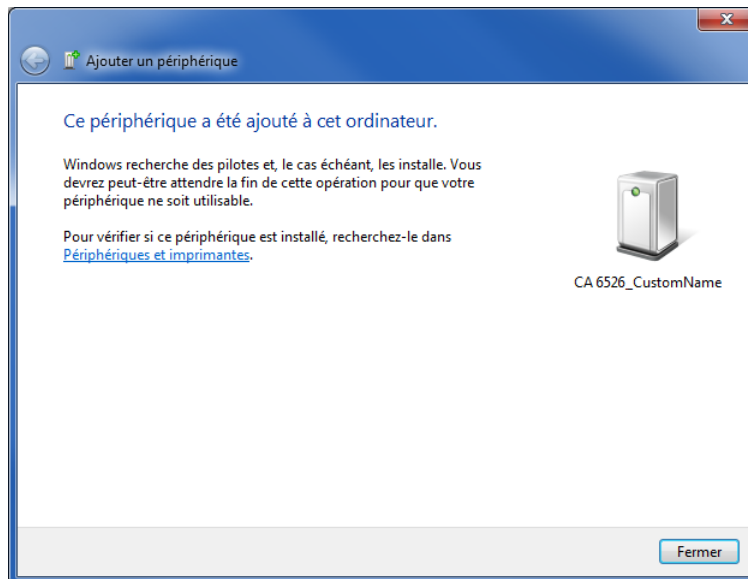 Ajouter un périphérique
Ce périphérique a été ajouté à cet ordinateur.
Windows recherche des pilotes et, le cas échéant, les installe. Vous
devrez peut-être attendre la fin de cette opération pour que votre
périphérique ne soit utilisable.
Pour vérifier si ce périphérique est installé, recherchez-le dans
Périphériques et imprimantes.
CA 6526_CustomName
Fermer